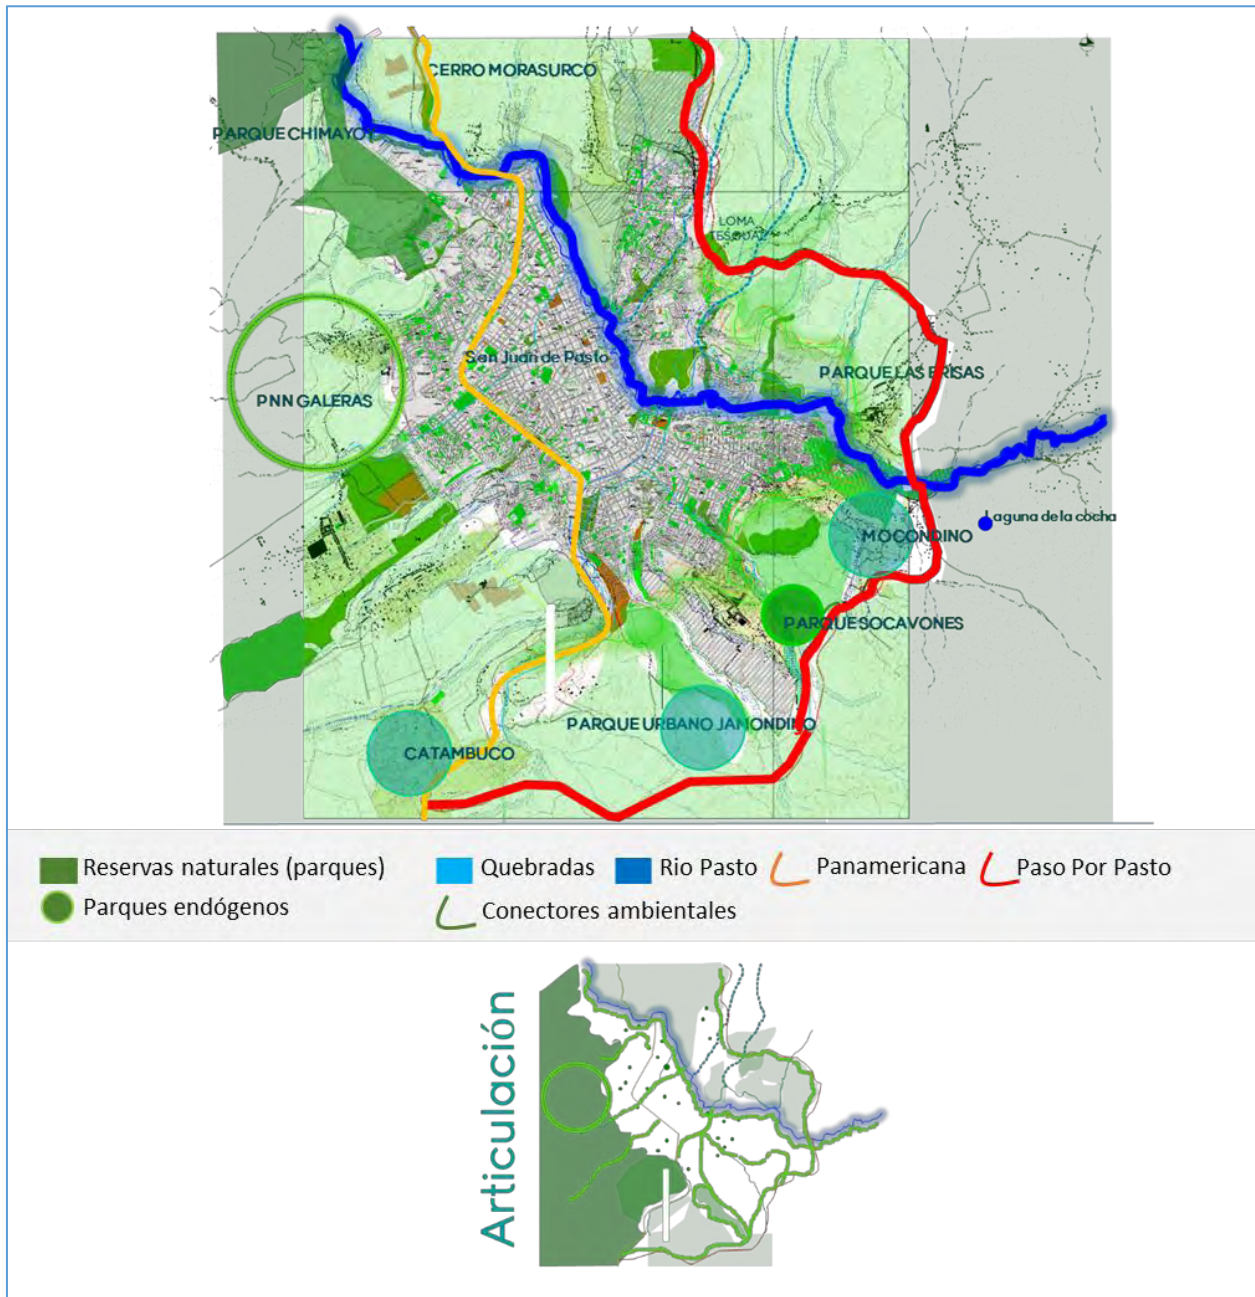 CERRO MORASURCO
PARQUE CHIMAYOY
LOMA
TESCUAL
San Juan de Pasto
PARQUE LAS BRISAS
PNN GALERAS
Laguna de la cocha
MOCONDINO
PARQUE SOCAVONES
PARQUE URBANO JAMONDINO
CATAMBUCO
Reservas naturales (parques)
Quebradas
Rio Pasto
Panamericana
Paso Por Pasto
Parques endógenos
Conectores ambientales
Articulación